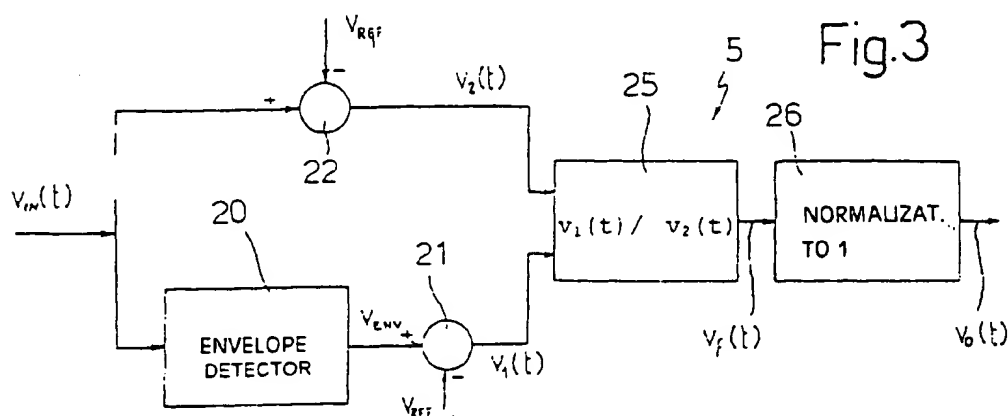 Fig.3
V_REF
-
+
22
V₂(t)
5
25
26
V_IN(t)
20
ENVELOPE
DETECTOR
V_ENV
+
21
-
V_REF
V₁(t)
v₁(t) / v₂(t)
V_f(t)
NORMALIZAT.
TO 1
V_o(t)